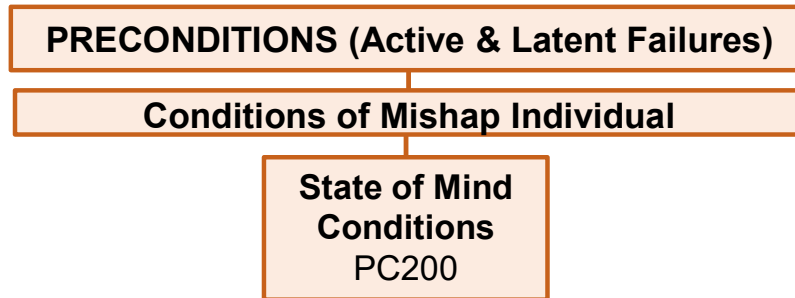 PRECONDITIONS (Active & Latent Failures)
Conditions of Mishap Individual
State of Mind
Conditions
PC200